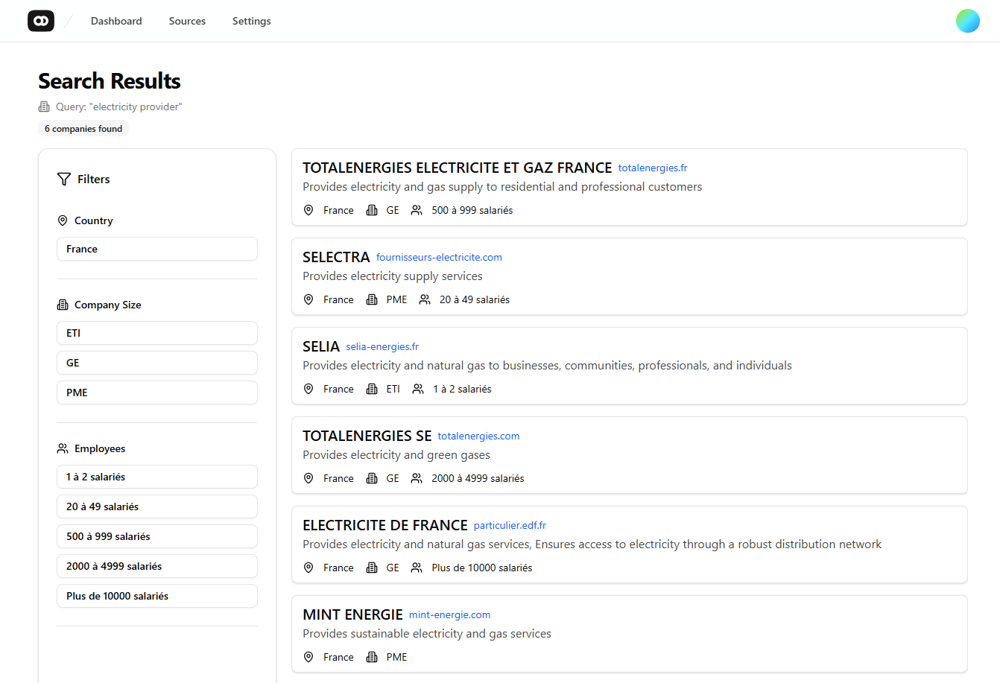 Dashboard Sources Settings
Search Results
Query: "electricity provider"
6 companies found
Filters
Country
France
Company Size
ETI
GE
PME
Employees
1 à 2 salariés
20 à 49 salariés
500 à 999 salariés
2000 à 4999 salariés
Plus de 10000 salariés
TOTALENERGIES ELECTRICITE ET GAZ FRANCE totalenergies.fr
Provides electricity and gas supply to residential and professional customers
France GE 500 à 999 salariés
SELECTRA fournisseurs-electricite.com
Provides electricity supply services
France PME 20 à 49 salariés
SELIA selia-energies.fr
Provides electricity and natural gas to businesses, communities, professionals, and individuals
France ETI 1 à 2 salariés
TOTALENERGIES SE totalenergies.com
Provides electricity and green gases
France GE 2000 à 4999 salariés
ELECTRICITE DE FRANCE particulier.edf.fr
Provides electricity and natural gas services, Ensures access to electricity through a robust distribution network
France GE Plus de 10000 salariés
MINT ENERGIE mint-energie.com
Provides sustainable electricity and gas services
France PME